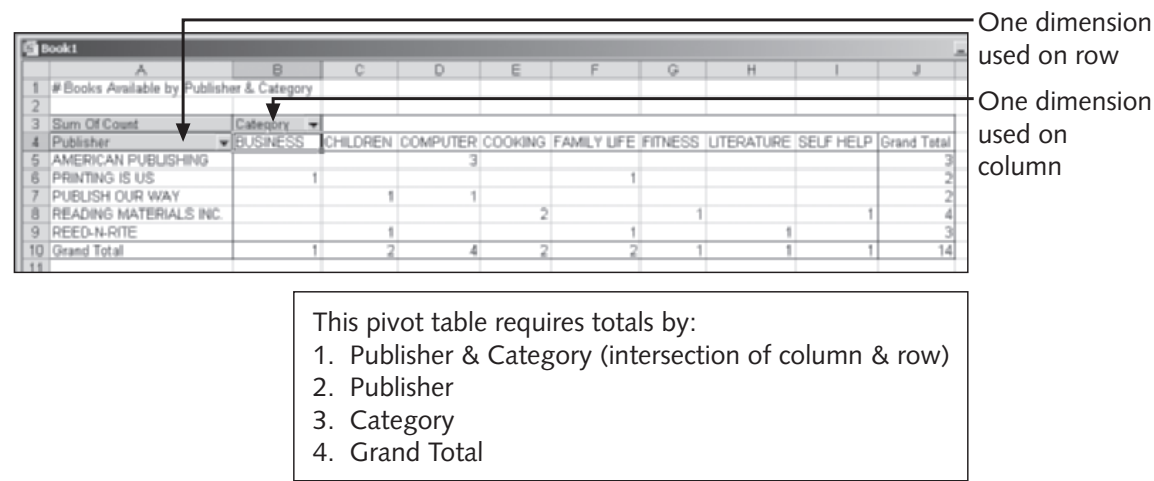 One dimension
used on row
One dimension
used on
column
Book1
A B C D E F G H I J
1 # Books Available by Publisher & Category
2
3 Sum Of Count Category
4 Publisher BUSINESS CHILDREN COMPUTER COOKING FAMILY LIFE FITNESS LITERATURE SELF HELP Grand Total
5 AMERICAN PUBLISHING 3 3
6 PRINTING IS US 1 1 2
7 PUBLISH OUR WAY 1 1 2
8 READING MATERIALS INC. 2 1 1 4
9 REED-N-RITE 1 1 1 3
10 Grand Total 1 2 4 2 2 1 1 1 14
11
This pivot table requires totals by:
1. Publisher & Category (intersection of column & row)
2. Publisher
3. Category
4. Grand Total